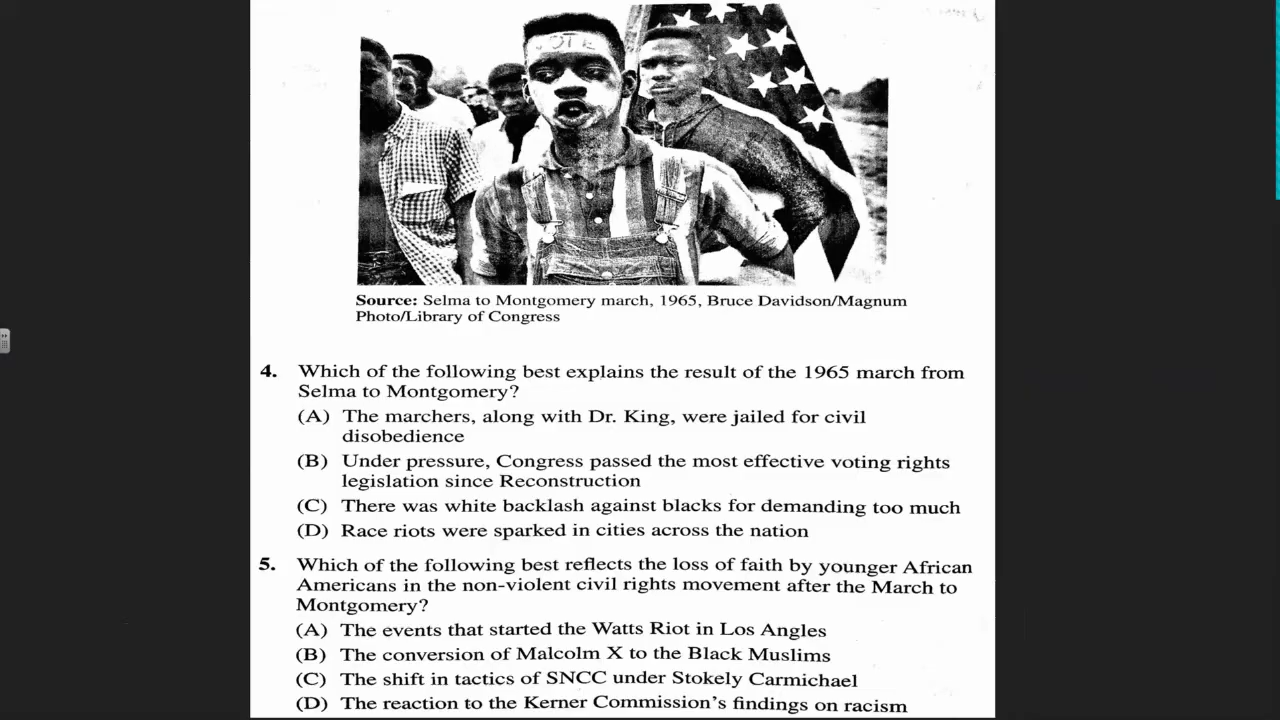 VOTE
Source: Selma to Montgomery march, 1965, Bruce Davidson/Magnum
Photo/Library of Congress
4. Which of the following best explains the result of the 1965 march from
Selma to Montgomery?
(A) The marchers, along with Dr. King, were jailed for civil
disobedience
(B) Under pressure, Congress passed the most effective voting rights
legislation since Reconstruction
(C) There was white backlash against blacks for demanding too much
(D) Race riots were sparked in cities across the nation
5. Which of the following best reflects the loss of faith by younger African
Americans in the non-violent civil rights movement after the March to
Montgomery?
(A) The events that started the Watts Riot in Los Angles
(B) The conversion of Malcolm X to the Black Muslims
(C) The shift in tactics of SNCC under Stokely Carmichael
(D) The reaction to the Kerner Commission's findings on racism